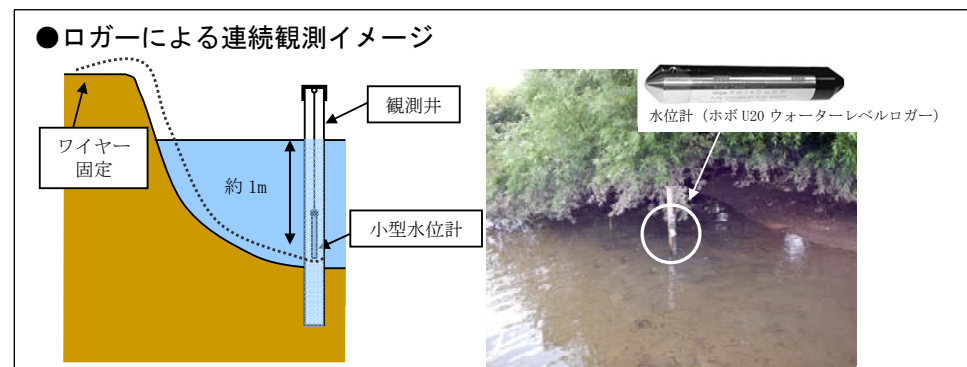 ●ロガーによる連続観測イメージ
観測井
水位計（ホボ U20 ウォーターレベルロガー）
ワイヤー
固定
約 1m
小型水位計